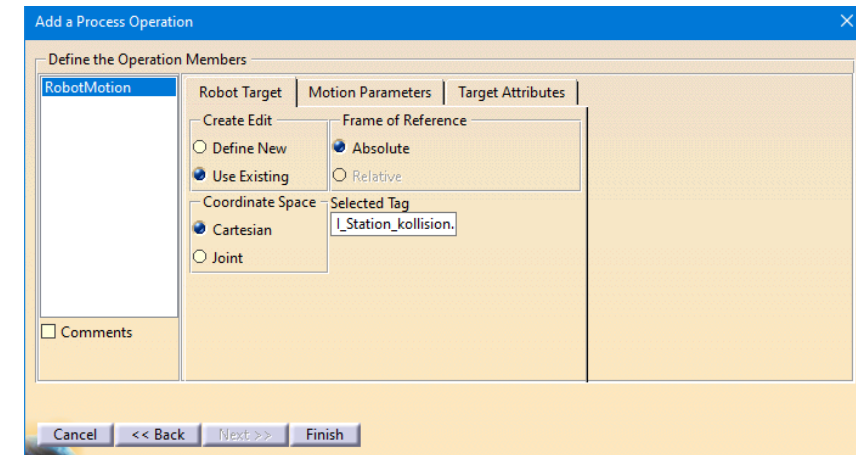 Add a Process Operation
Define the Operation Members
RobotMotion
Robot Target
Motion Parameters
Target Attributes
Create Edit
Frame of Reference
Define New
Absolute
Use Existing
Relative
Coordinate Space
Selected Tag
Cartesian
l_Station_kollision.
Joint
Comments
Cancel
<< Back
Next >>
Finish